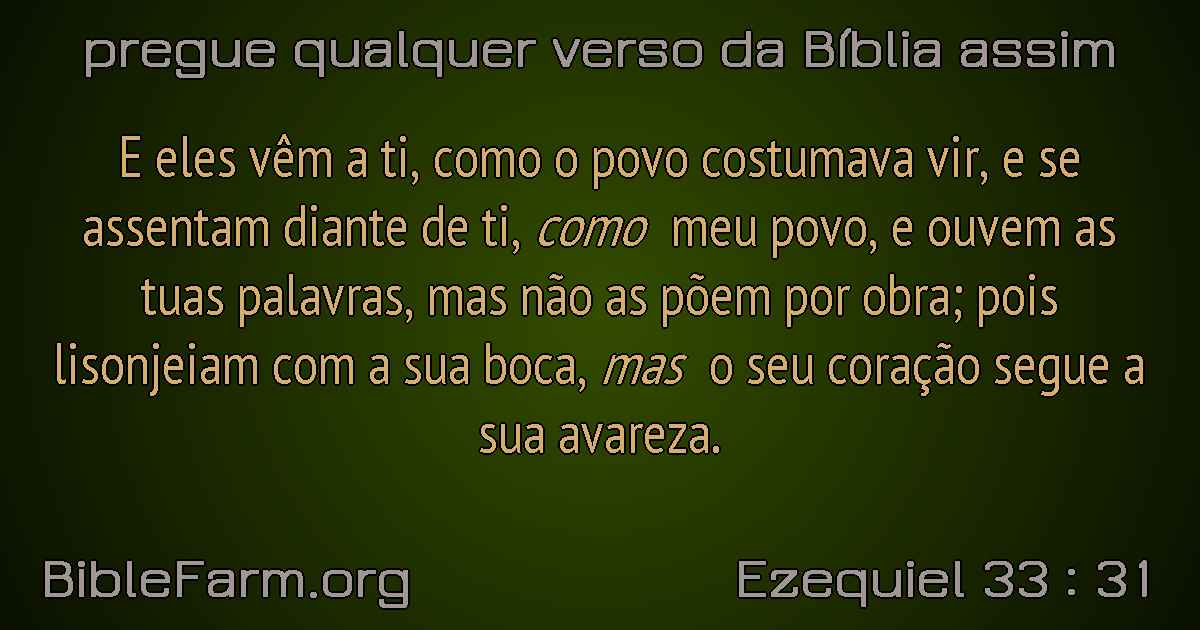 pregue qualquer verso da Bíblia assim
E eles vêm a ti, como o povo costumava vir, e se
assentam diante de ti, como meu povo, e ouvem as
tuas palavras, mas não as põem por obra; pois
lisonjeiam com a sua boca, mas o seu coração segue a
sua avareza.
BibleFarm.org
Ezequiel 33 : 31